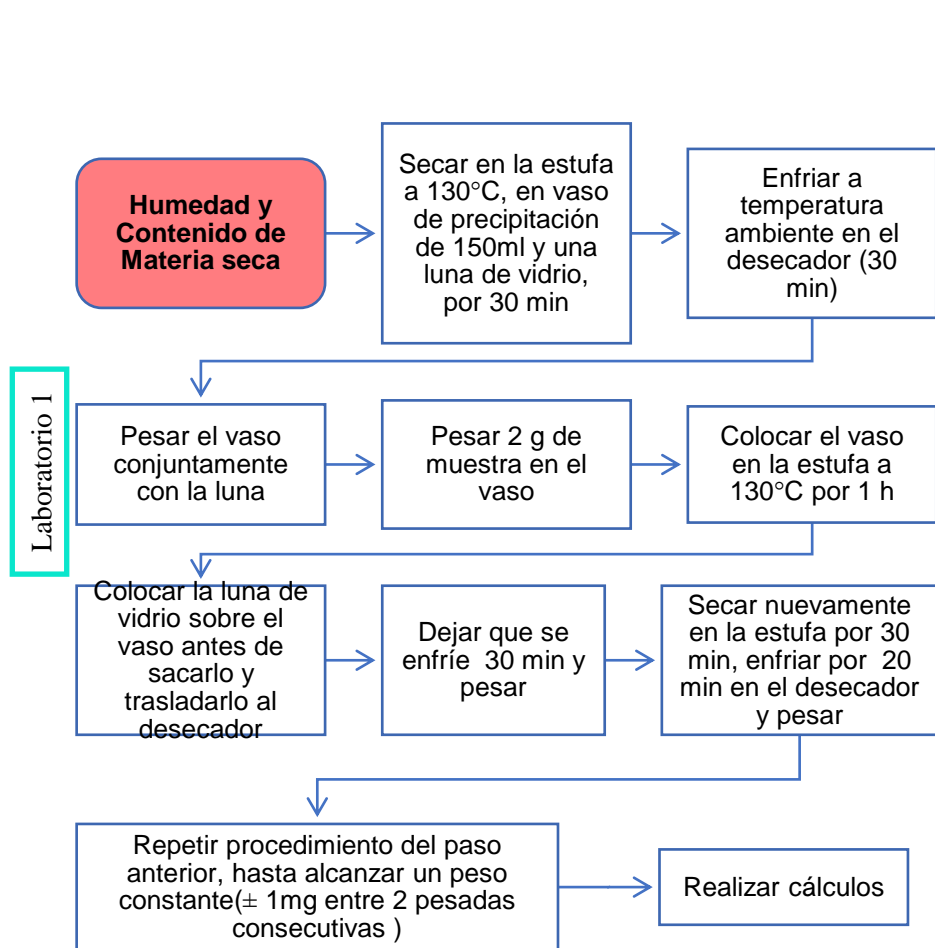 Humedad y
Contenido de
Materia seca
Secar en la estufa
a 130°C, en vaso
de precipitación
de 150ml y una
luna de vidrio,
por 30 min
Enfriar a
temperatura
ambiente en el
desecador (30
min)
Laboratorio 1
Pesar el vaso
conjuntamente
con la luna
Pesar 2 g de
muestra en el
vaso
Colocar el vaso
en la estufa a
130°C por 1 h
Colocar la luna de
vidrio sobre el
vaso antes de
sacarlo y
trasladarlo al
desecador
Dejar que se
enfríe 30 min y
pesar
Secar nuevamente
en la estufa por 30
min, enfriar por 20
min en el desecador
y pesar
Repetir procedimiento del paso
anterior, hasta alcanzar un peso
constante(± 1mg entre 2 pesadas
consecutivas )
Realizar cálculos